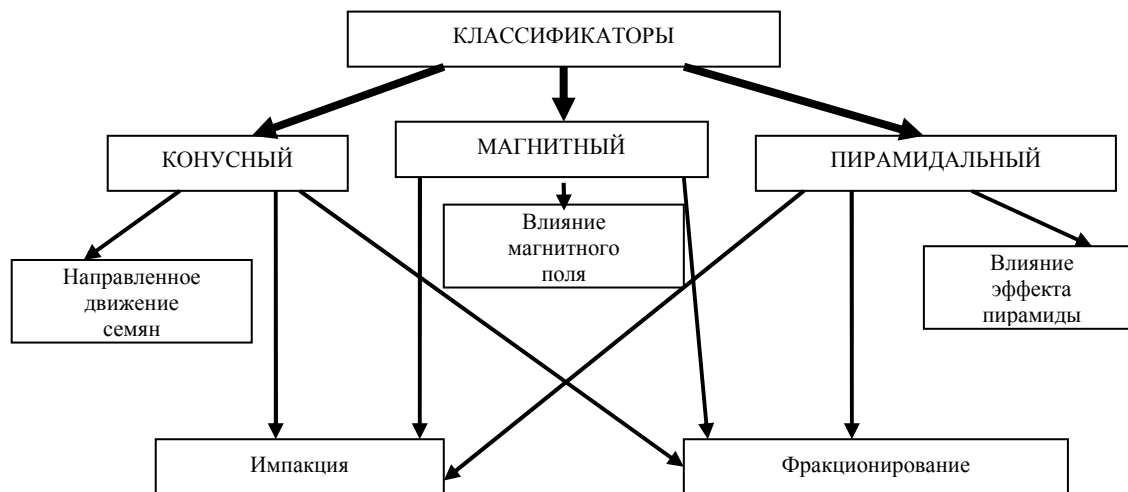 КЛАССИФИКАТОРЫ
КОНУСНЫЙ
МАГНИТНЫЙ
ПИРАМИДАЛЬНЫЙ
Направленное
движение
семян
Влияние
магнитного
поля
Влияние
эффекта
пирамиды
Импакция
Фракционирование